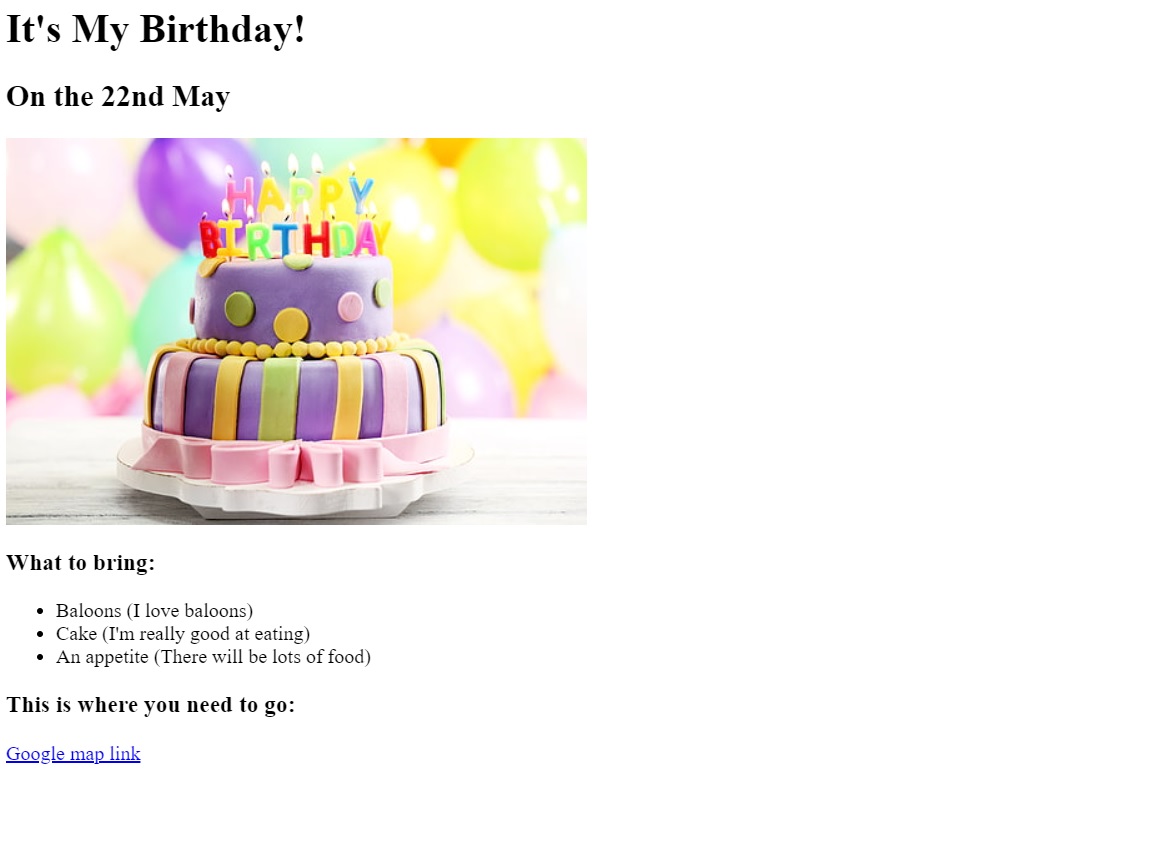 It's My Birthday!
On the 22nd May
HAPPY
BIRTHDAY
What to bring:
Baloons (I love baloons)
Cake (I'm really good at eating)
An appetite (There will be lots of food)
This is where you need to go:
Google map link